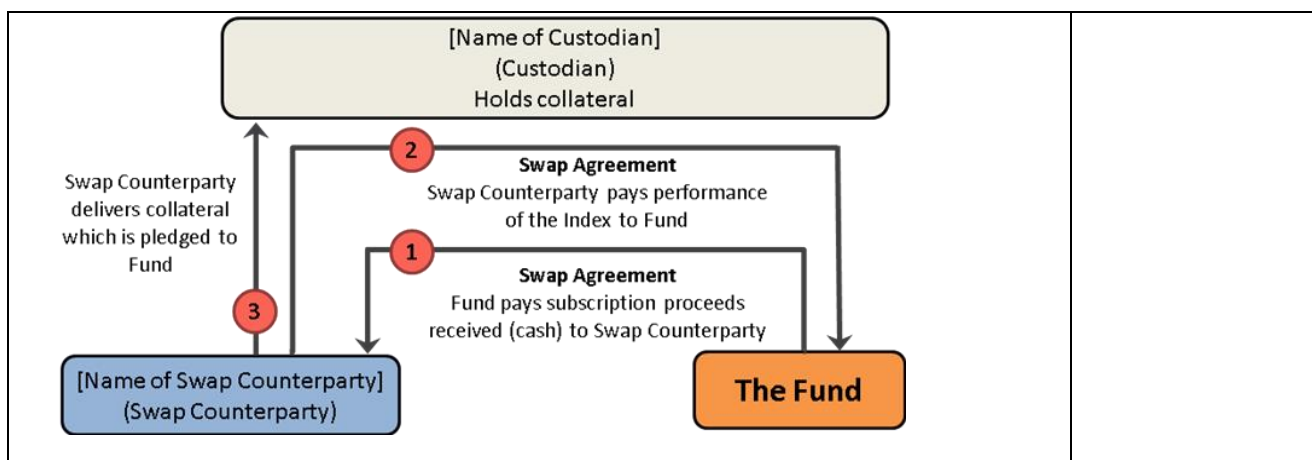 [Name of Custodian]
(Custodian)
Holds collateral
2
Swap Agreement
Swap Counterparty pays performance
of the Index to Fund
Swap Counterparty
delivers collateral
which is pledged to
Fund
1
Swap Agreement
Fund pays subscription proceeds
received (cash) to Swap Counterparty
3
[Name of Swap Counterparty]
(Swap Counterparty)
The Fund